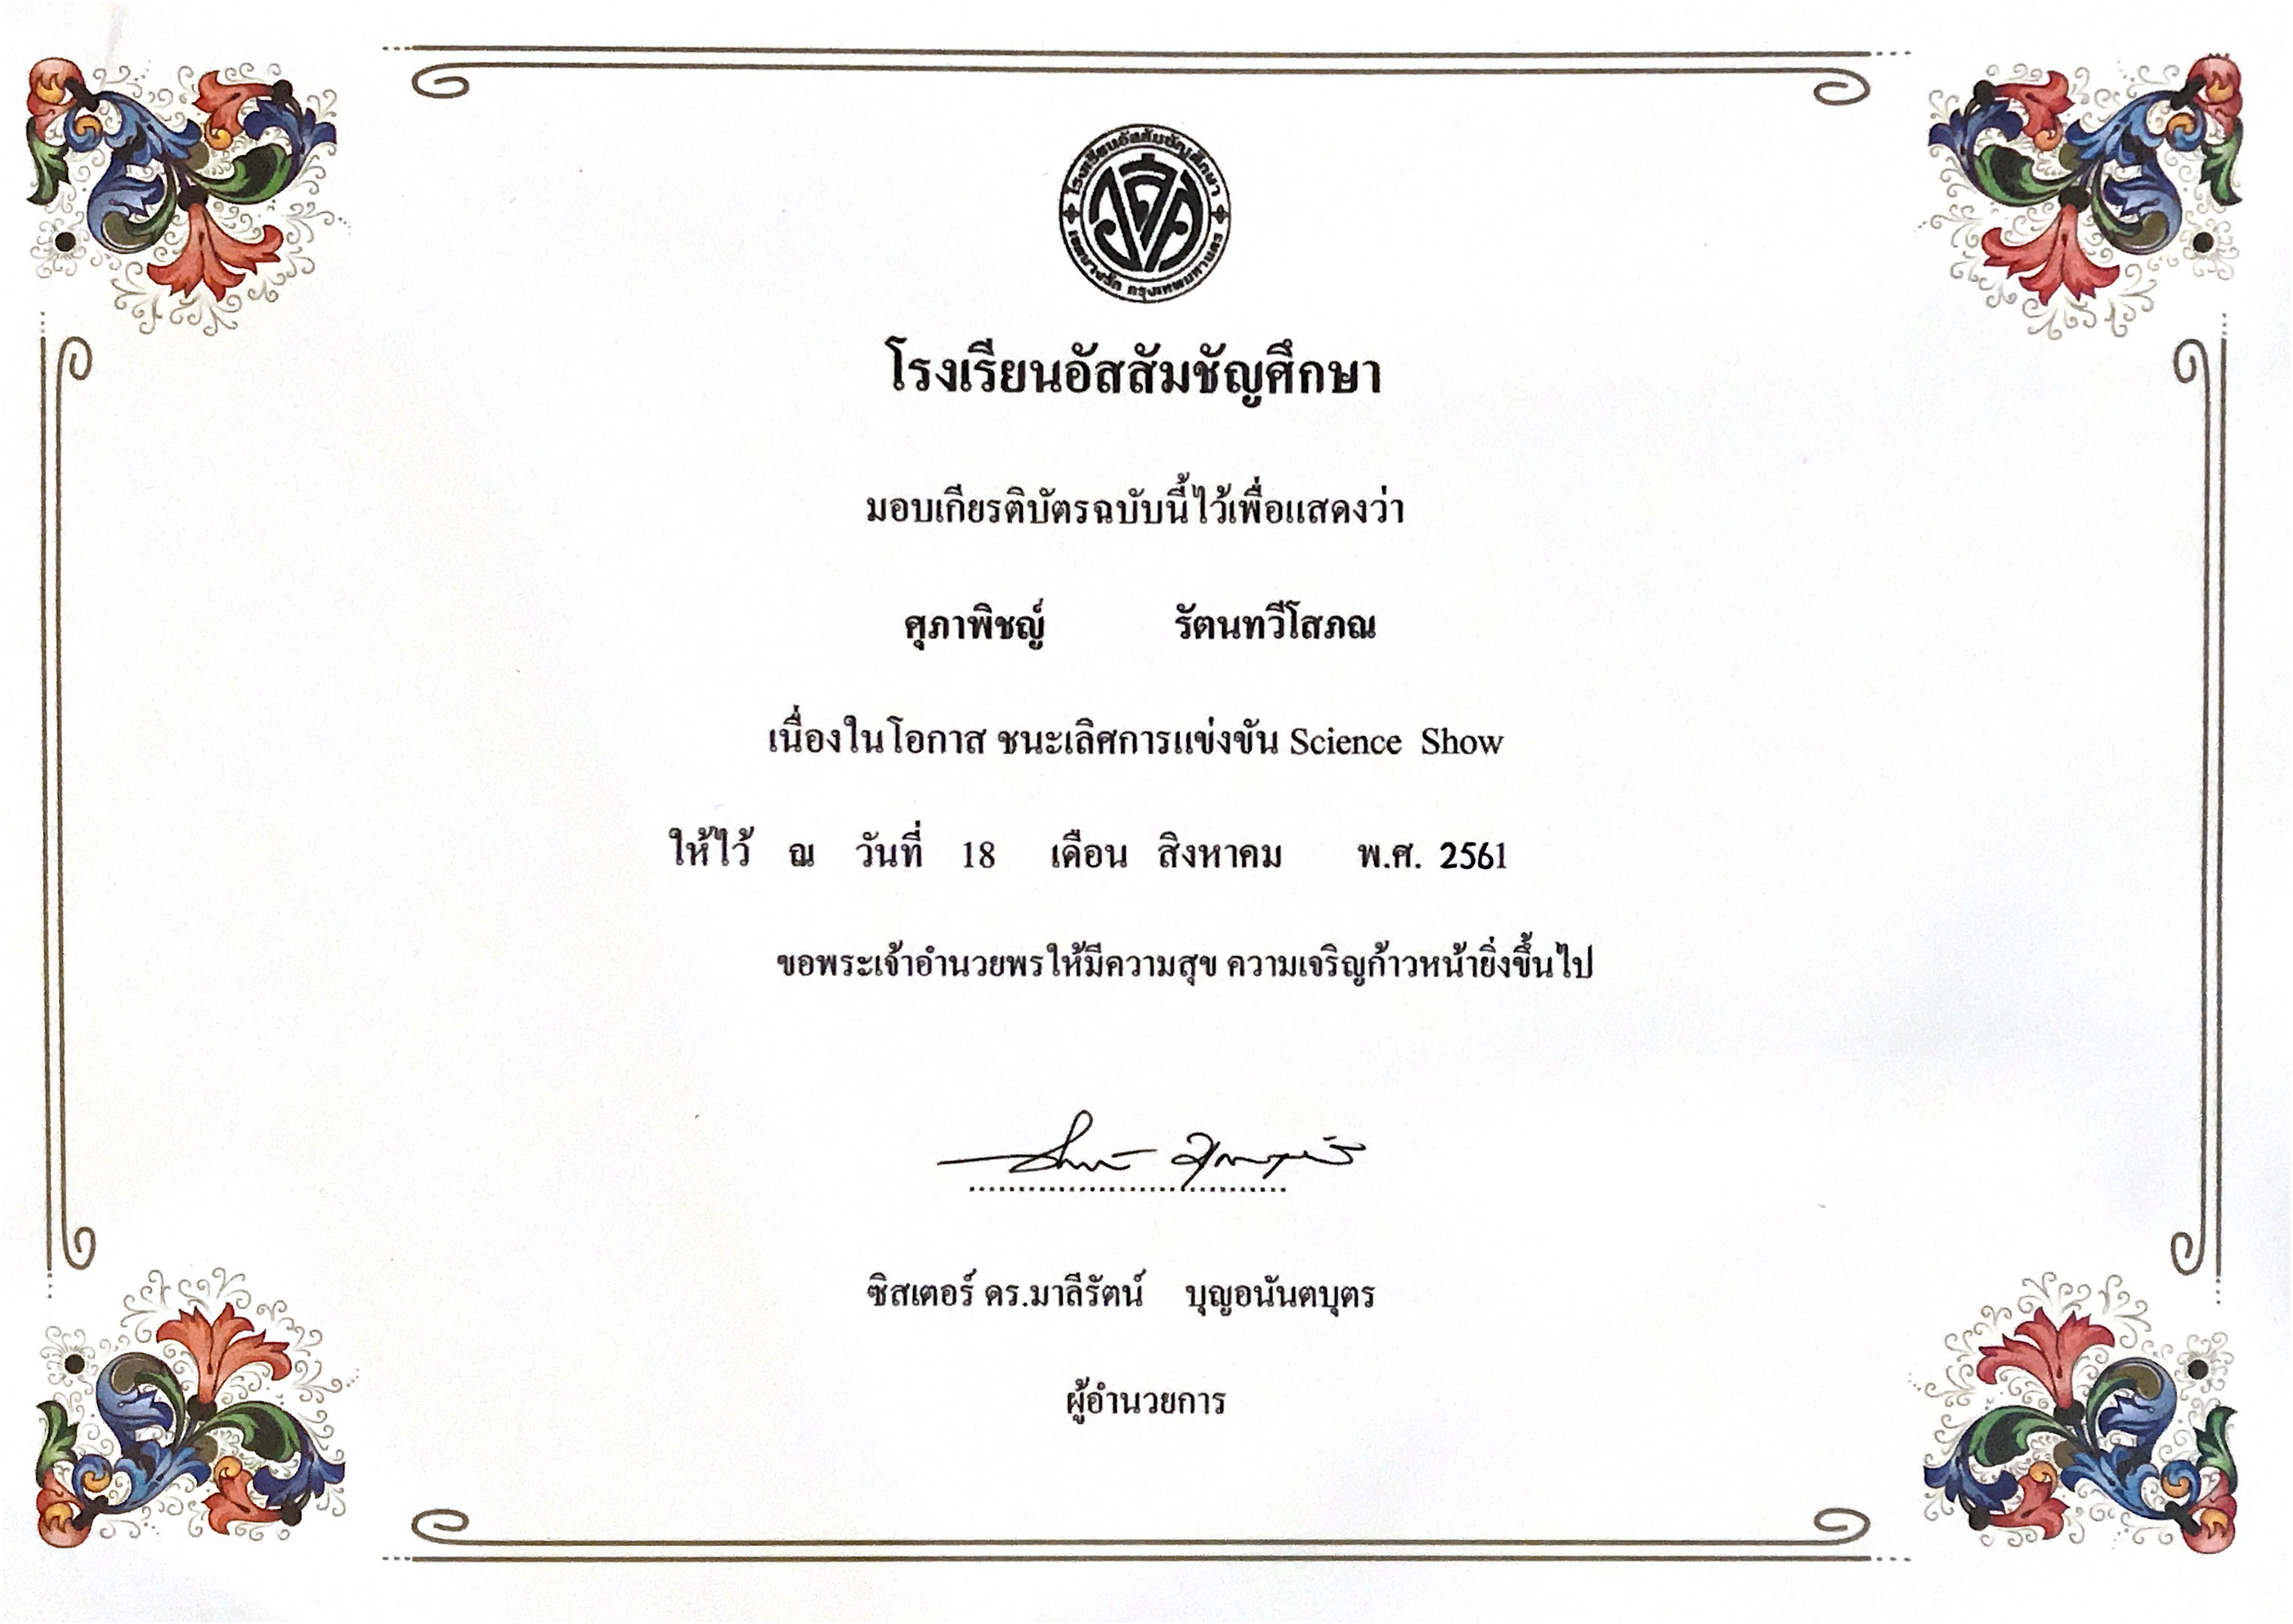 โรงเรียนอัสสัมชัญศึกษา
เขตบางรัก กรุงเทพมหานคร
โรงเรียนอัสสัมชัญศึกษา
มอบเกียรติบัตรฉบับนี้ไว้เพื่อแสดงว่า
ศุภาพิชญ์ รัตนทวีโสภณ
เนื่องในโอกาส ชนะเลิศการแข่งขัน Science Show
ให้ไว้ ณ วันที่ 18 เดือน สิงหาคม พ.ศ. 2561
ขอพระเจ้าอำนวยพรให้มีความสุข ความเจริญก้าวหน้ายิ่งขึ้นไป
ซิสเตอร์ ดร.มาลีรัตน์ บุญอนันตบุตร
ผู้อำนวยการ